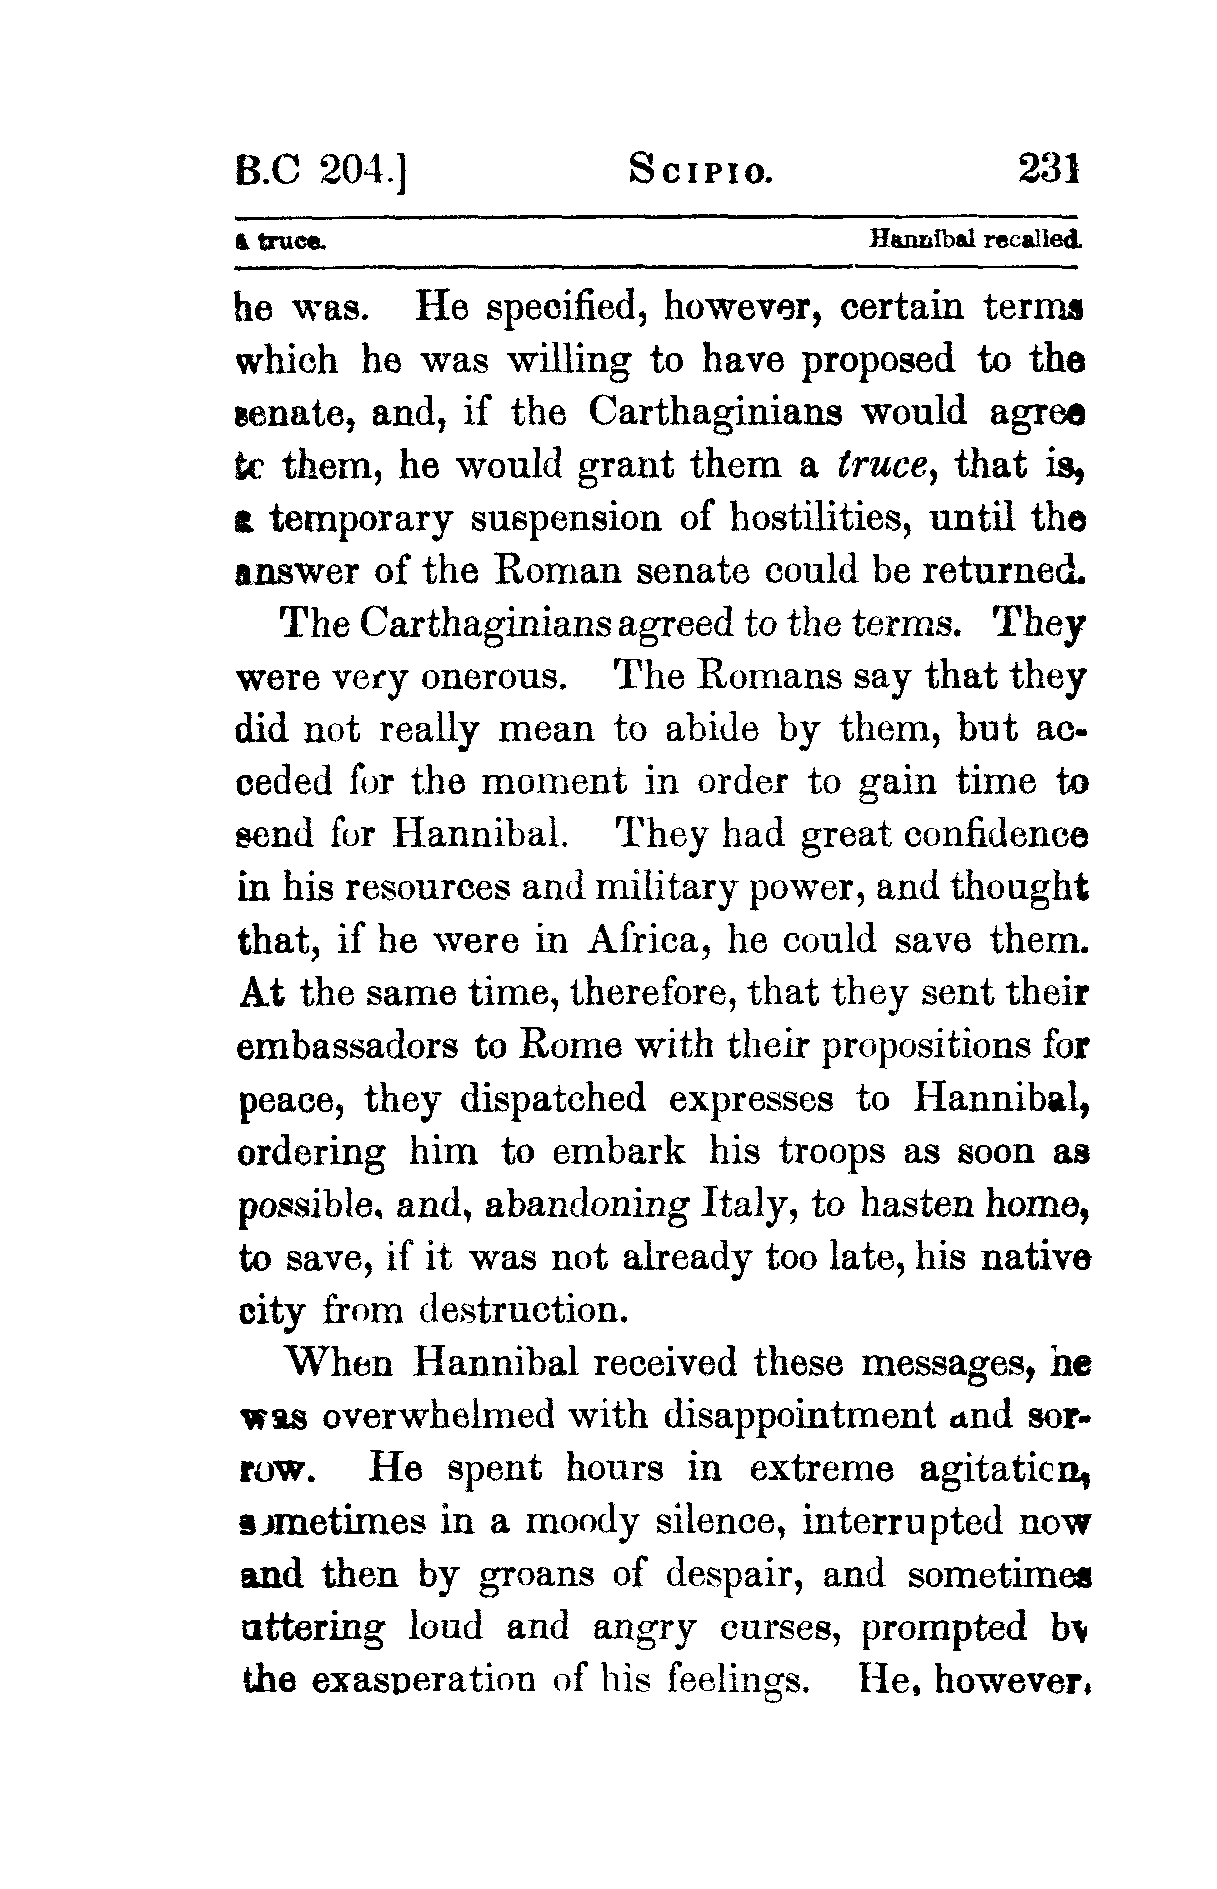 B.C 204.] SCIPIO. 231
A truce. Hannibal recalled.
he was. He specified, however, certain terms
which he was willing to have proposed to the
senate, and, if the Carthaginians would agree
to them, he would grant them a truce, that is,
a temporary suspension of hostilities, until the
answer of the Roman senate could be returned.
The Carthaginians agreed to the terms. They
were very onerous. The Romans say that they
did not really mean to abide by them, but ac-
ceded for the moment in order to gain time to
send for Hannibal. They had great confidence
in his resources and military power, and thought
that, if he were in Africa, he could save them.
At the same time, therefore, that they sent their
embassadors to Rome with their propositions for
peace, they dispatched expresses to Hannibal,
ordering him to embark his troops as soon as
possible, and, abandoning Italy, to hasten home,
to save, if it was not already too late, his native
city from destruction.
When Hannibal received these messages, he
was overwhelmed with disappointment and sor-
row. He spent hours in extreme agitation,
sometimes in a moody silence, interrupted now
and then by groans of despair, and sometimes
uttering loud and angry curses, prompted by
the exasperation of his feelings. He, however,